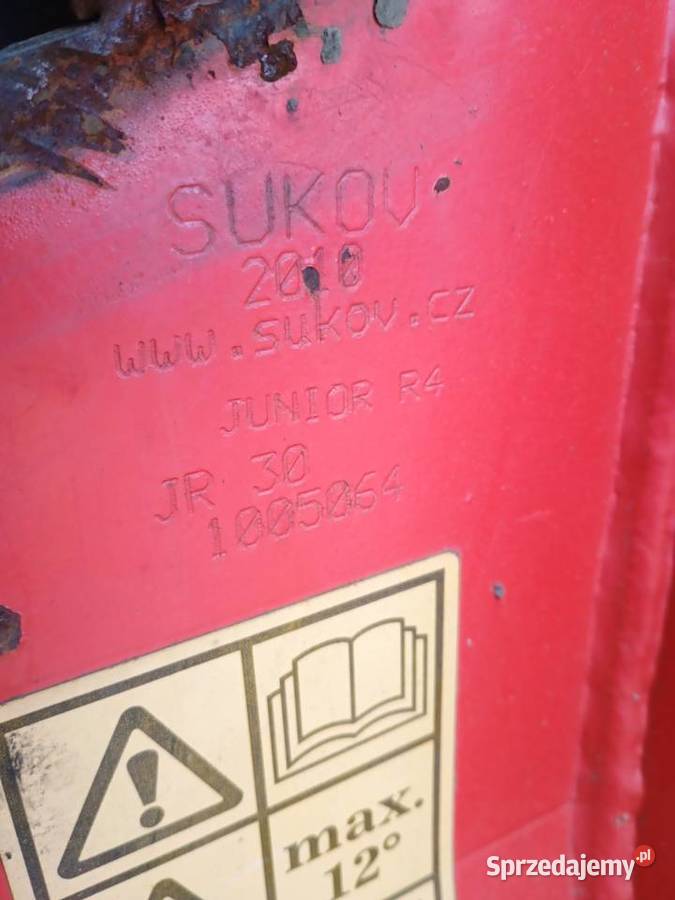 SUKOV
2010
www.sukov.cz
JUNIOR R4
JR 30
1005064
max.
12°
Sprzedajemy.pl